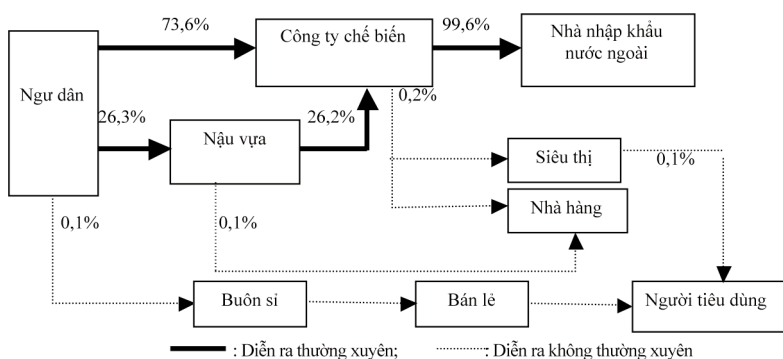 73,6%
Công ty chế biến
99,6%
Nhà nhập khẩu
nước ngoài
Ngư dân
0,2%
26,3%
Nậu vựa
26,2%
Siêu thị
0,1%
Nhà hàng
0,1%
0,1%
Buôn sỉ
Bán lẻ
Người tiêu dùng
: Diễn ra thường xuyên;
: Diễn ra không thường xuyên